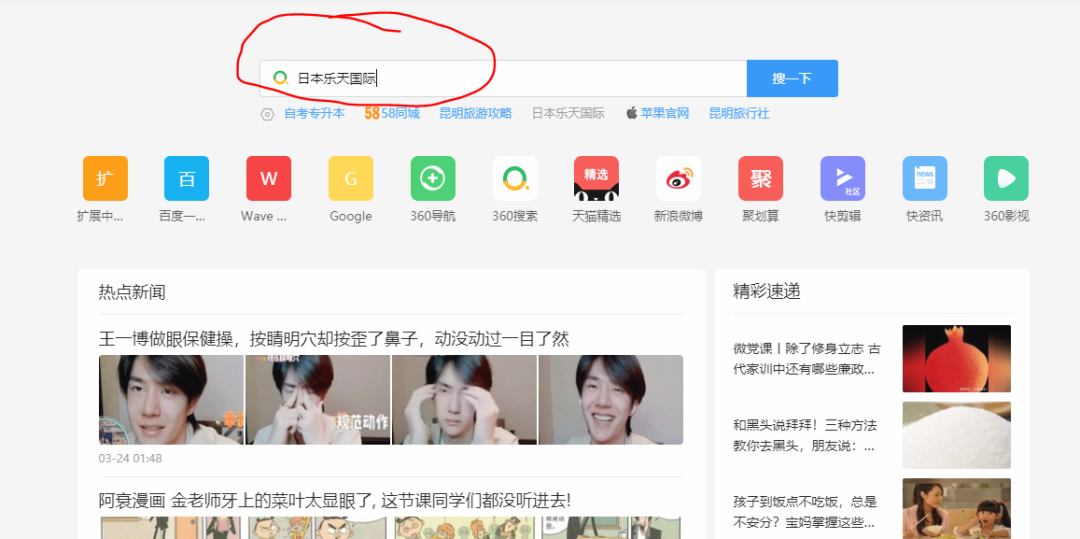 日本乐天国际
搜一下
自考专升本 58 58同城 昆明旅游攻略 日本乐天国际 苹果官网 昆明旅行社
扩 百 W G 精选 聚 社区 news
扩展中... 百度一... Wave ... Google 360导航 360搜索 天猫精选 新浪微博 聚划算 快剪辑 快资讯 360影视
热点新闻
王一博做眼保健操，按睛明穴却按歪了鼻子，动没动过一目了然
规范动作
03-24 01:48
阿衰漫画 金老师牙上的菜叶太显眼了, 这节课同学们都没听进去!
精彩速递
微党课丨除了修身立志 古
代家训中还有哪些廉政...
和黑头说拜拜！三种方法
教你去黑头，朋友说：...
孩子到饭点不吃饭，总是
不安分？宝妈掌握这些...